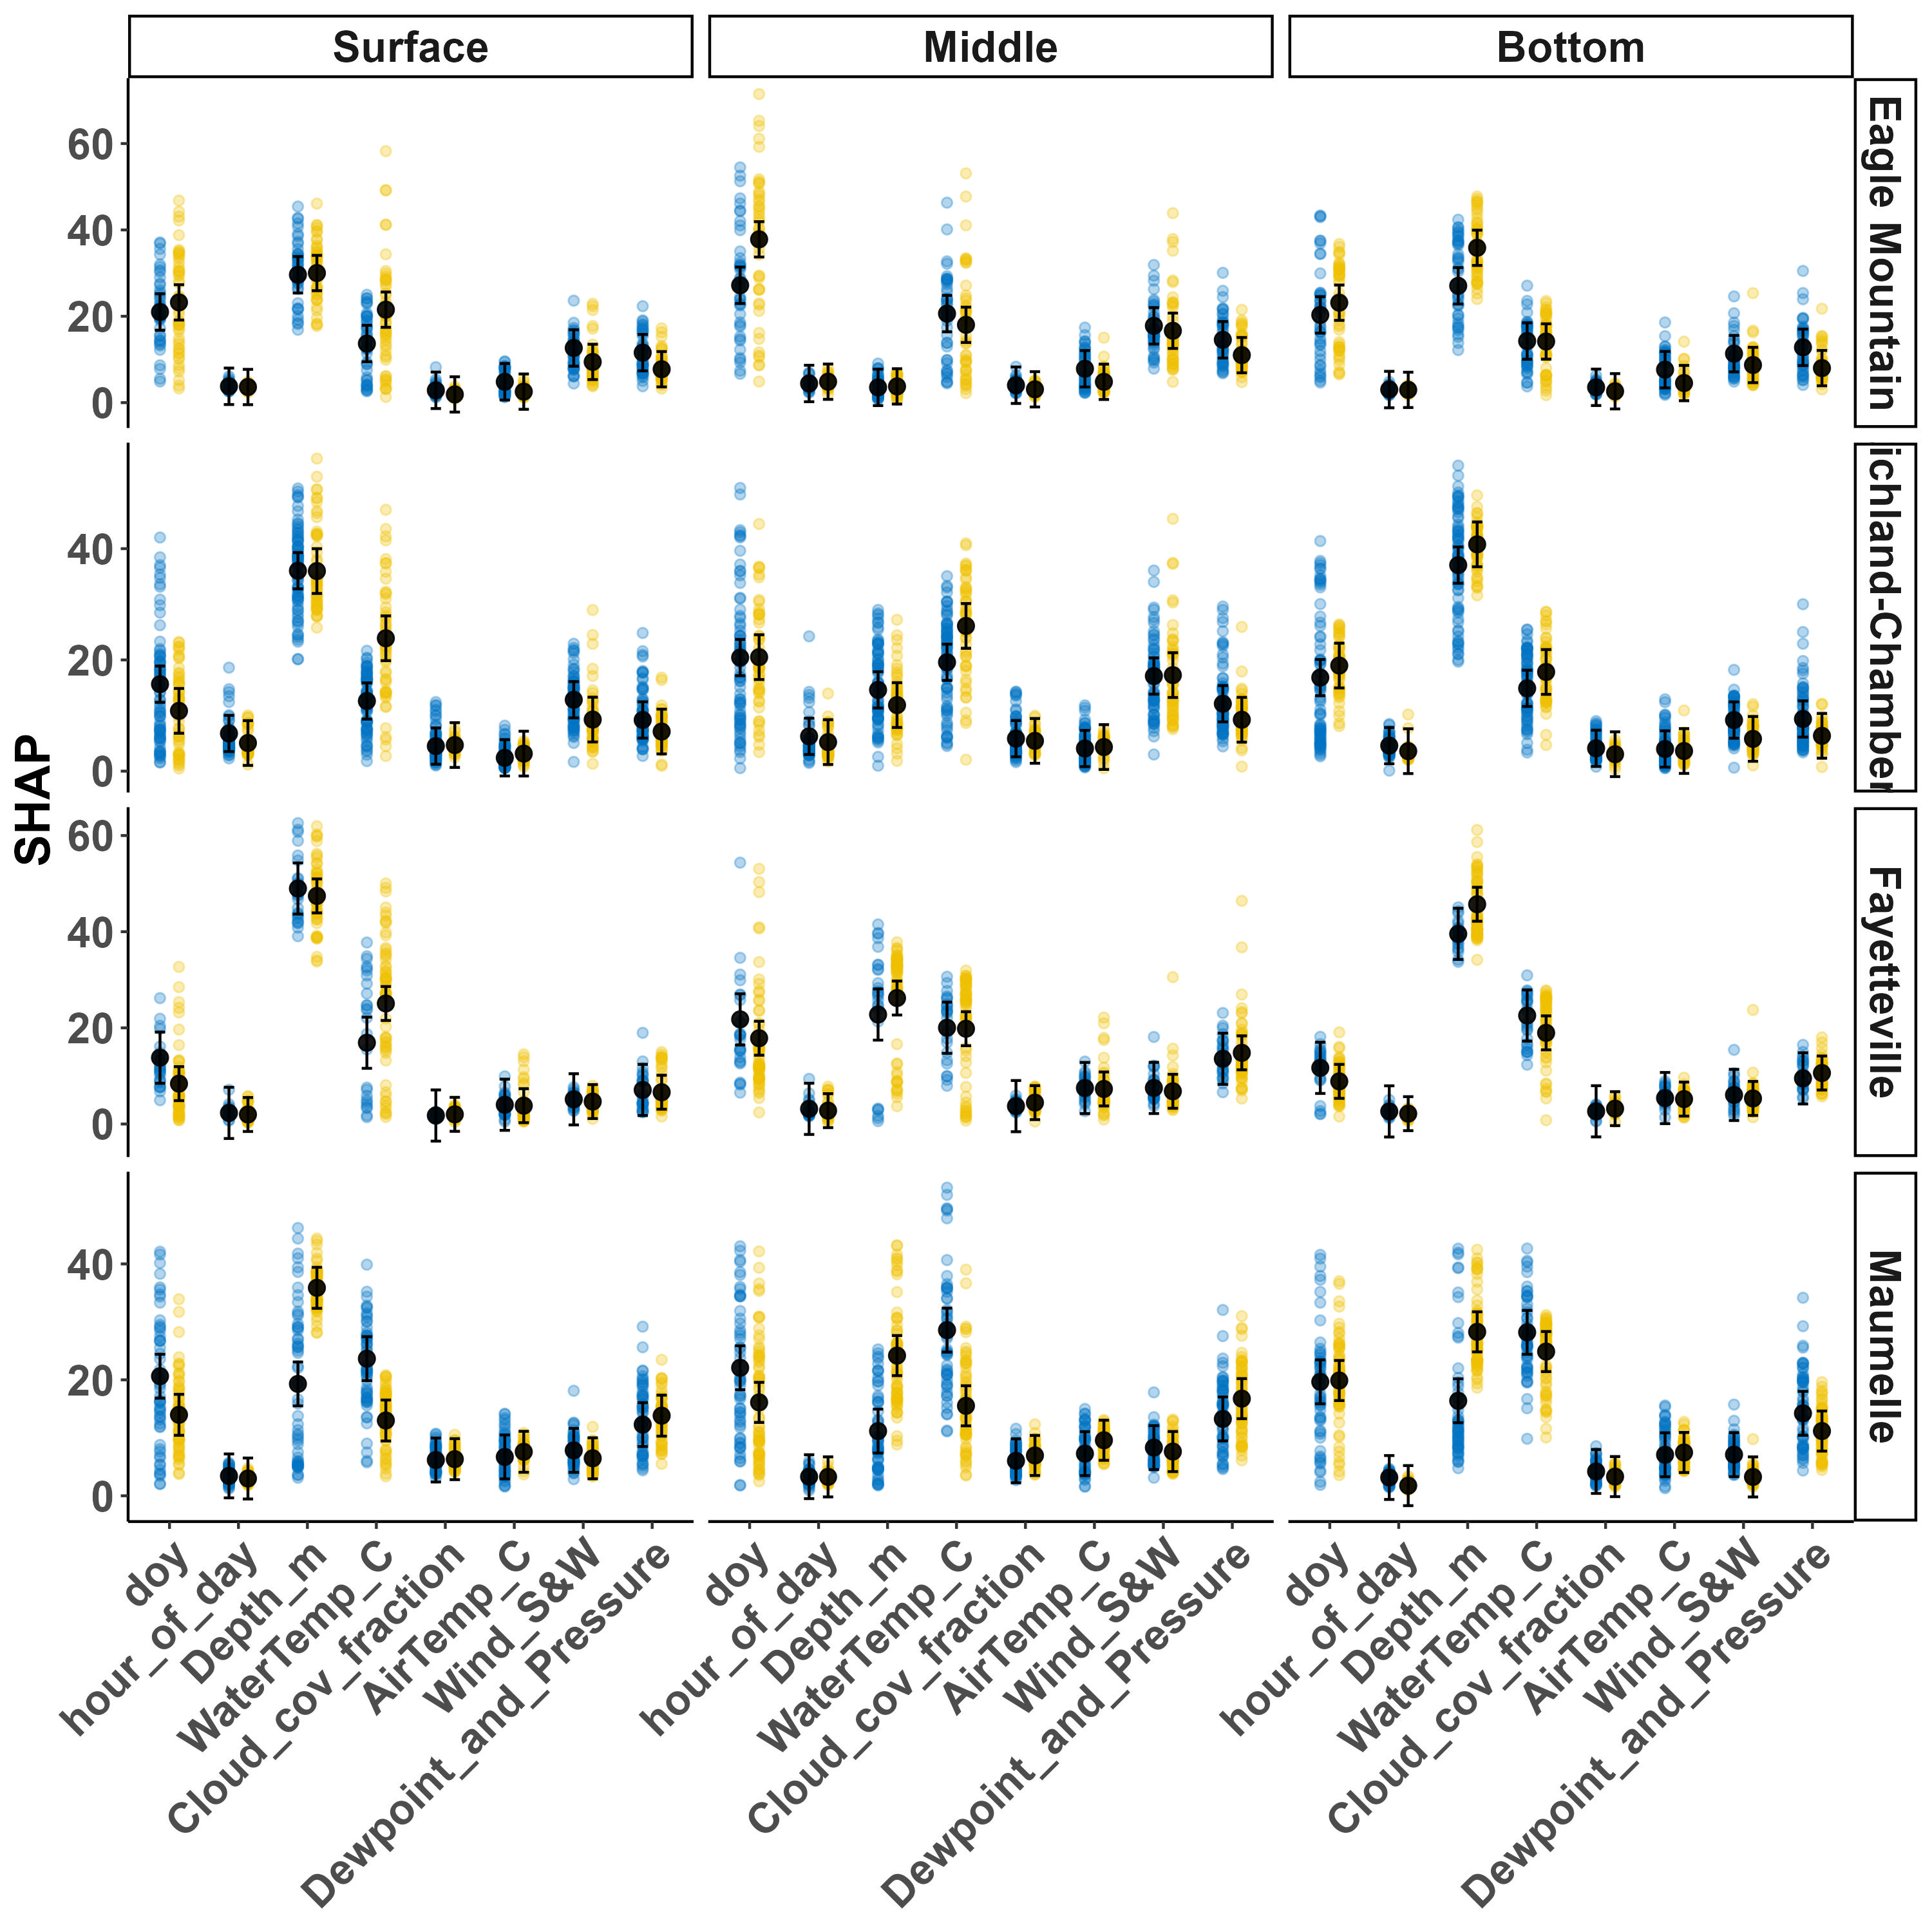 Surface Middle Bottom
SHAP
60
40
20
0
Eagle Mountain
40
20
0
ichland-Chamber
60
40
20
0
Fayetteville
40
20
0
Maumelle
doy hour_of_day Depth_m WaterTemp_C Cloud_cov_fraction AirTemp_C Wind_S&W Dewpoint_and_Pressure
doy hour_of_day Depth_m WaterTemp_C Cloud_cov_fraction AirTemp_C Wind_S&W Dewpoint_and_Pressure
doy hour_of_day Depth_m WaterTemp_C Cloud_cov_fraction AirTemp_C Wind_S&W Dewpoint_and_Pressure